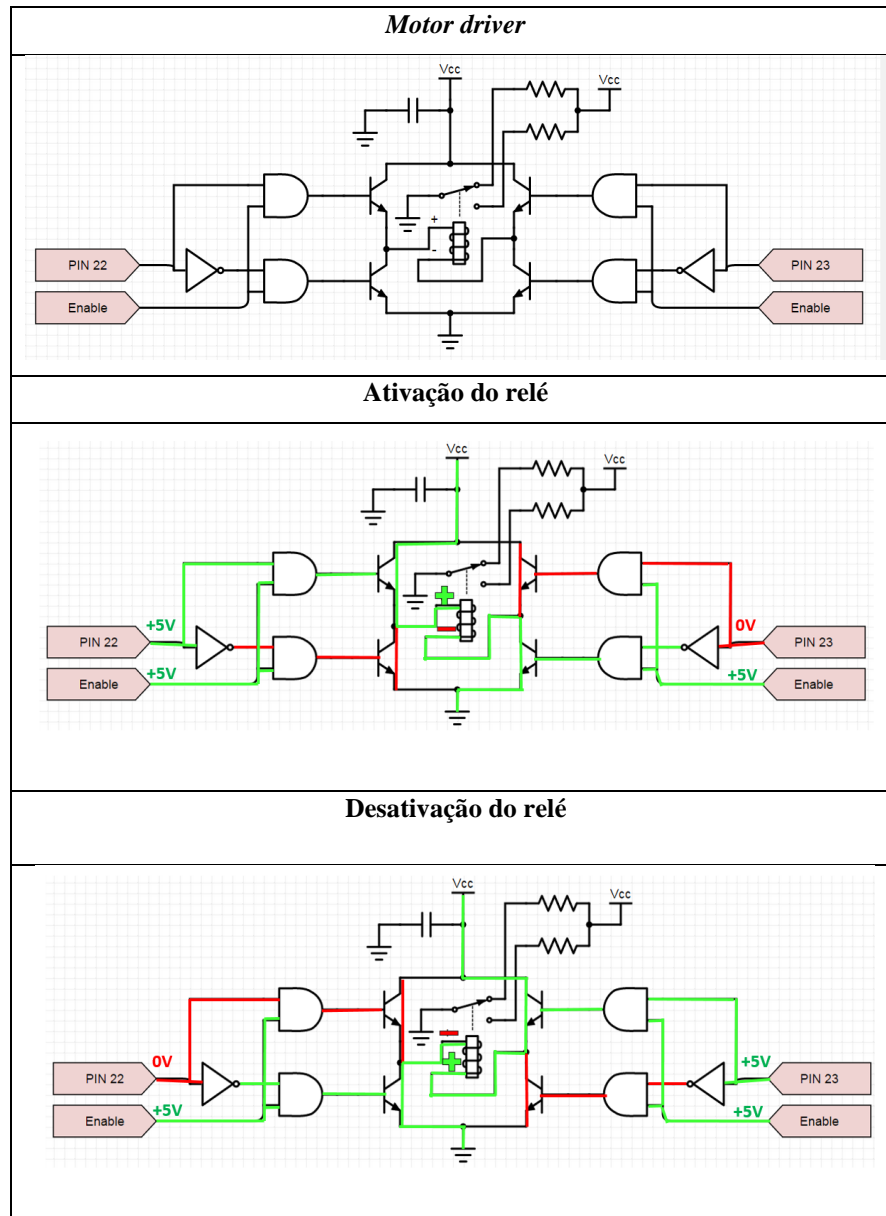 Motor driver
Vcc
Vcc
+
-
PIN 22
PIN 23
Enable
Enable
Ativação do relé
Vcc
Vcc
+5V
0V
PIN 22
PIN 23
+5V
+5V
Enable
Enable
Desativação do relé
Vcc
Vcc
0V
+5V
PIN 22
PIN 23
+5V
+5V
Enable
Enable